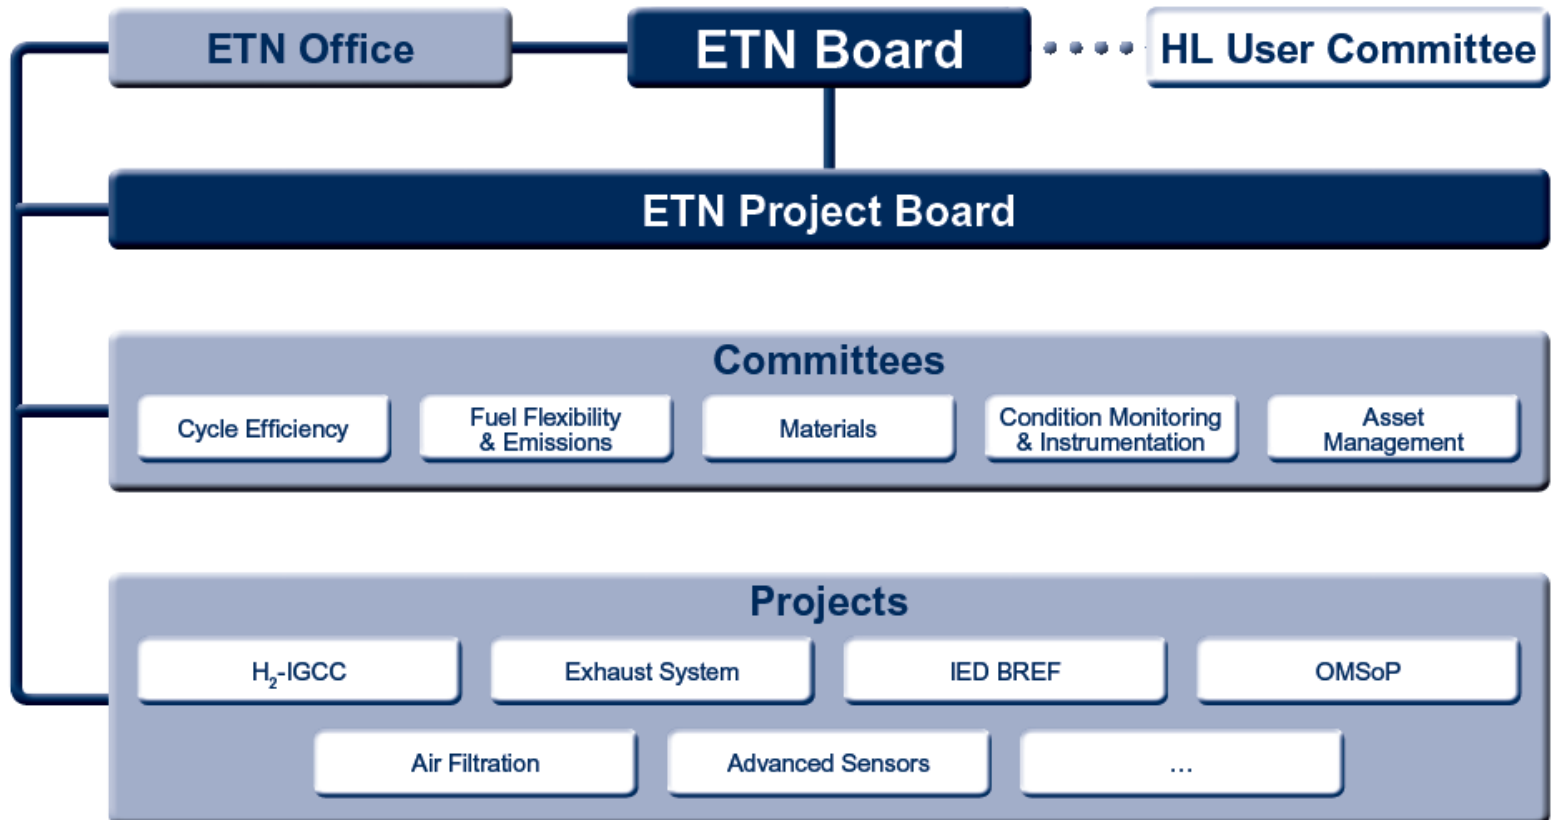 ETN Office
ETN Board
HL User Committee
ETN Project Board
Committees
Cycle Efficiency
Fuel Flexibility
& Emissions
Materials
Condition Monitoring
& Instrumentation
Asset
Management
Projects
H₂-IGCC
Exhaust System
IED BREF
OMSoP
Air Filtration
Advanced Sensors
...